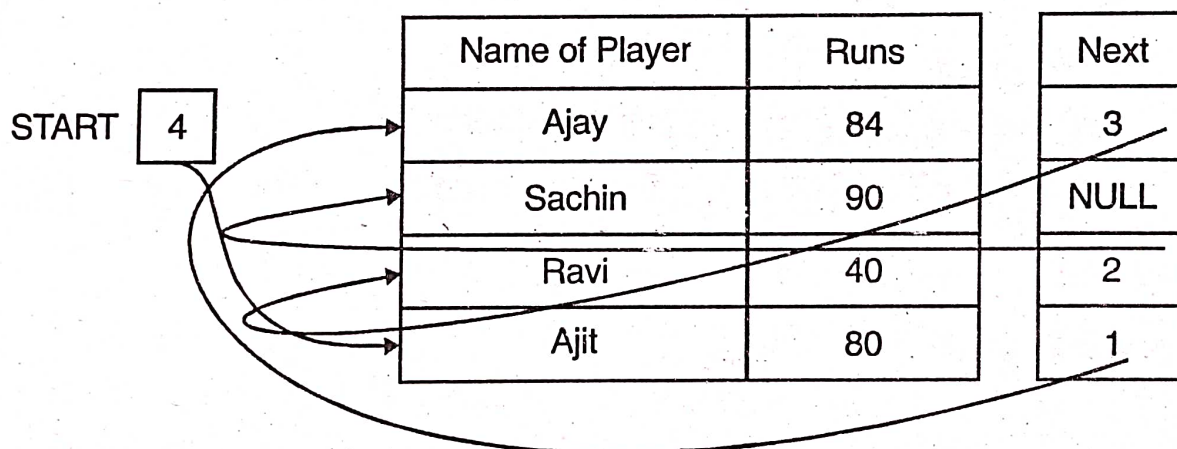 Name of Player Runs Next
START 4 Ajay 84 3
Sachin 90 NULL
Ravi 40 2
Ajit 80 1